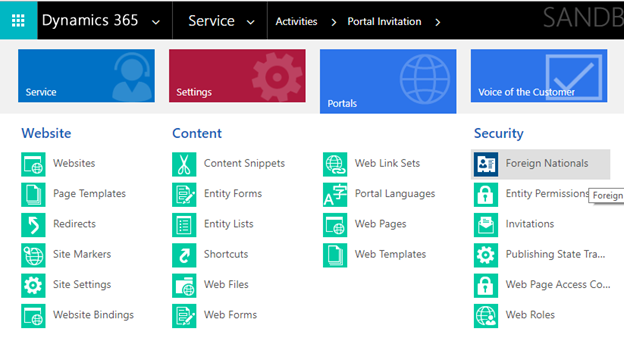 Dynamics 365 Service Activities Portal Invitation SANDB
Service Settings Portals Voice of the Customer
Website Content Security
Websites Content Snippets Web Link Sets Foreign Nationals
Page Templates Entity Forms Portal Languages Entity Permissions Foreign
Redirects Entity Lists Web Pages Invitations
Site Markers Shortcuts Web Templates Publishing State Tra...
Site Settings Web Files Web Page Access Co...
Website Bindings Web Forms Web Roles